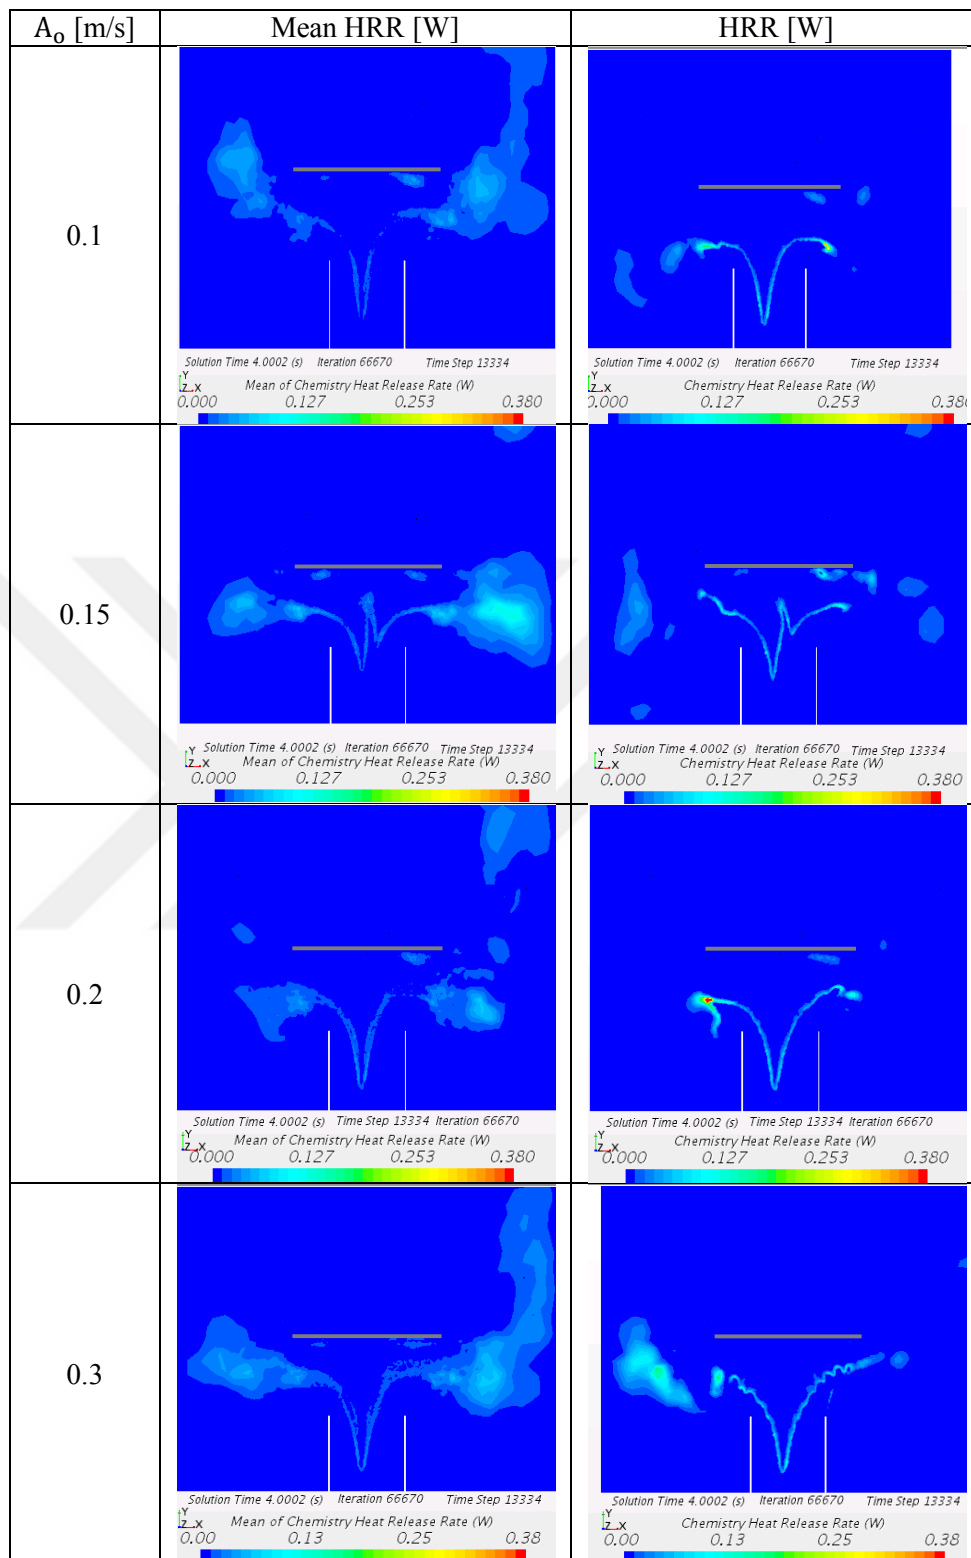 A₀ [m/s] Mean HRR [W] HRR [W]
0.1
Solution Time 4.0002 (s) Iteration 66670 Time Step 13334
Y
Z X
Mean of Chemistry Heat Release Rate (W)
0.000 0.127 0.253 0.380
Solution Time 4.0002 (s) Iteration 66670 Time Step 13334
Y
Z X
Chemistry Heat Release Rate (W)
0.000 0.127 0.253 0.380
0.15
Solution Time 4.0002 (s) Iteration 66670 Time Step 13334
Y
Z X
Mean of Chemistry Heat Release Rate (W)
0.000 0.127 0.253 0.380
Solution Time 4.0002 (s) Iteration 66670 Time Step 13334
Y
Z X
Chemistry Heat Release Rate (W)
0.000 0.127 0.253 0.380
0.2
Solution Time 4.0002 (s) Time Step 13334 Iteration 66670
Y
Z X
Mean of Chemistry Heat Release Rate (W)
0.000 0.127 0.253 0.380
Solution Time 4.0002 (s) Time Step 13334 Iteration 66670
Y
Z X
Chemistry Heat Release Rate (W)
0.000 0.127 0.253 0.380
0.3
Solution Time 4.0002 (s) Iteration 66670 Time Step 13334
Y
Z X
Mean of Chemistry Heat Release Rate (W)
0.00 0.13 0.25 0.38
Solution Time 4.0002 (s) Iteration 66670 Time Step 13334
Y
Z X
Chemistry Heat Release Rate (W)
0.00 0.13 0.25 0.38